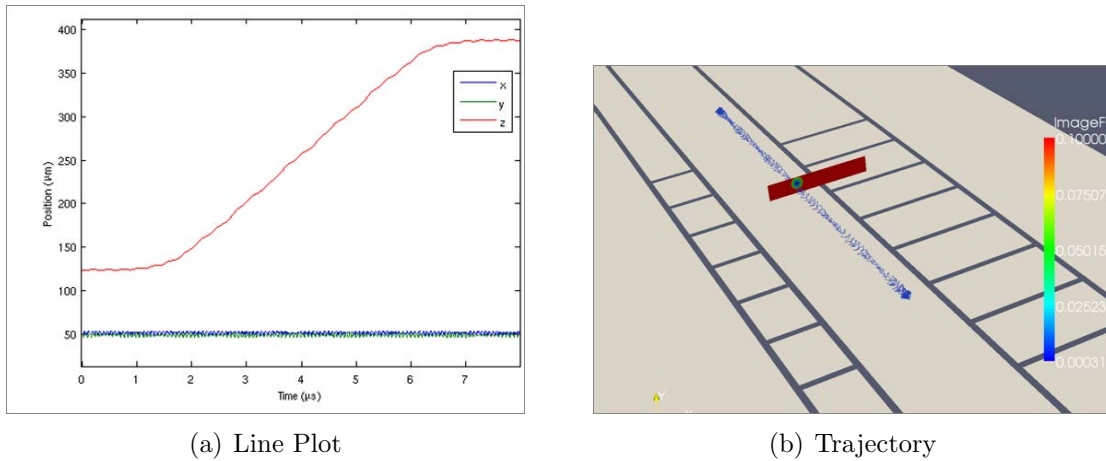 400
350
300
250
200
150
100
50
Position (μm)
x
y
z
0 1 2 3 4 5 6 7
Time (μs)
(a) Line Plot
ImageF
0.10000
0.07507
0.05015
0.02523
0.00031
Y
(b) Trajectory